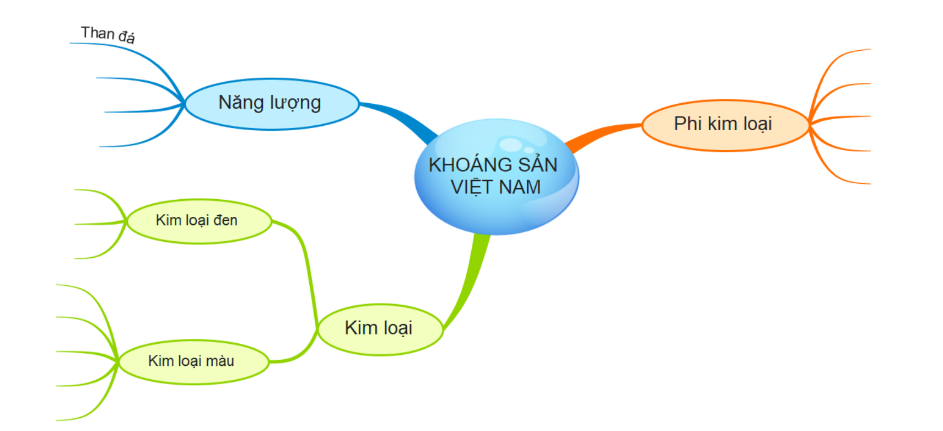 Than đá
Năng lượng
Phi kim loại
KHOÁNG SẢN
VIỆT NAM
Kim loại đen
Kim loại
Kim loại màu